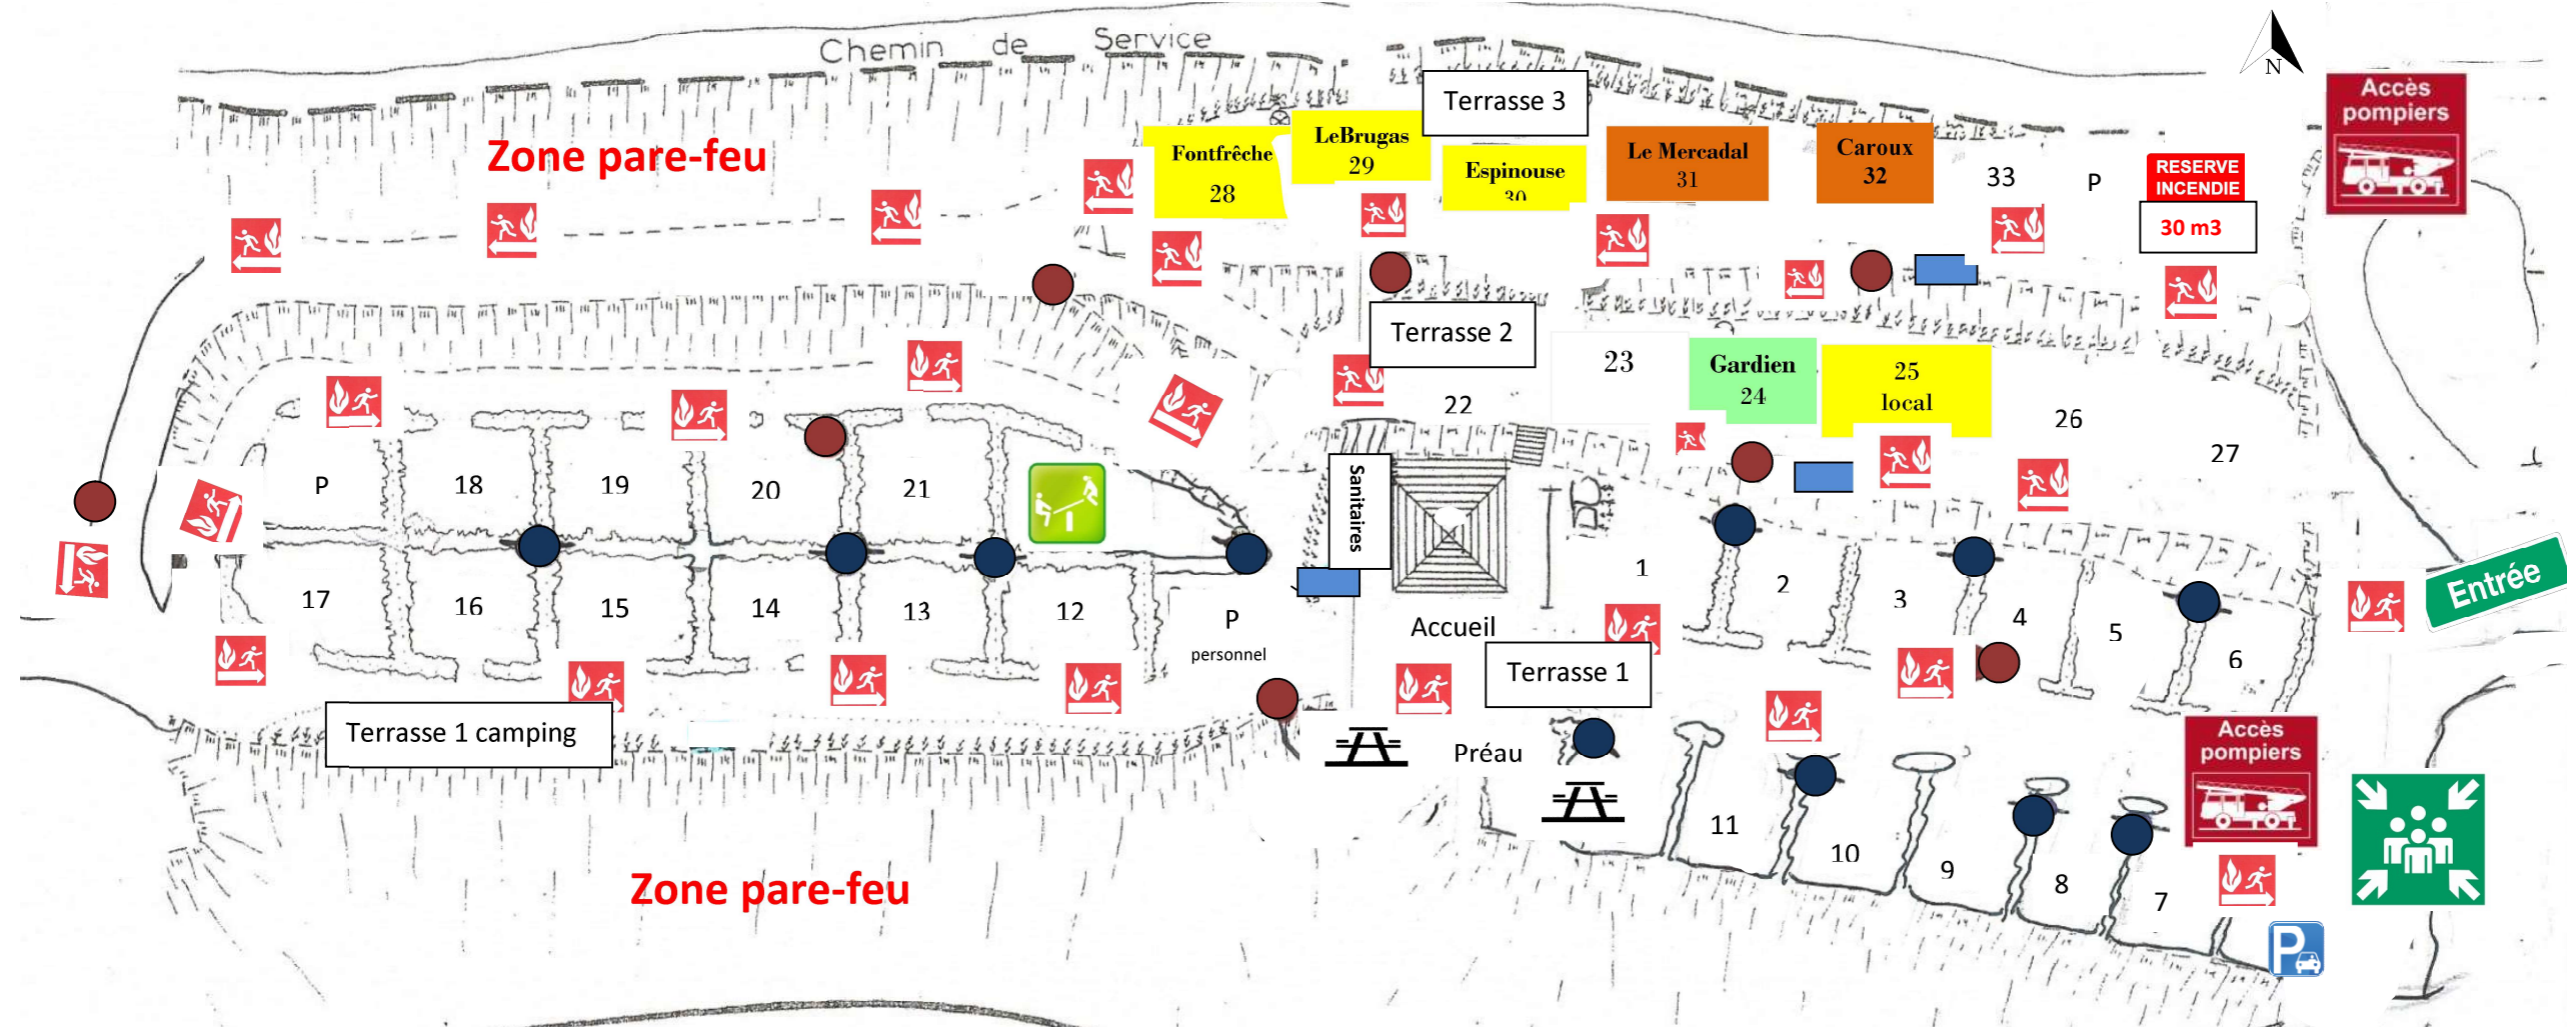 Chemin de Service
N
Accès
pompiers
Terrasse 3
Zone pare-feu
Fontfrêche
28
LeBrugas
29
Espinouse
30
Le Mercadal
31
Caroux
32
33
P
RESERVE
INCENDIE
30 m3
Terrasse 2
22
23
Gardien
24
25
local
26
27
P
18
19
20
21
Sanitaires
17
16
15
14
13
12
P
personnel
Accueil
Terrasse 1
1
2
3
4
5
6
Entrée
Terrasse 1 camping
Préau
11
10
9
8
7
Accès
pompiers
Zone pare-feu
P